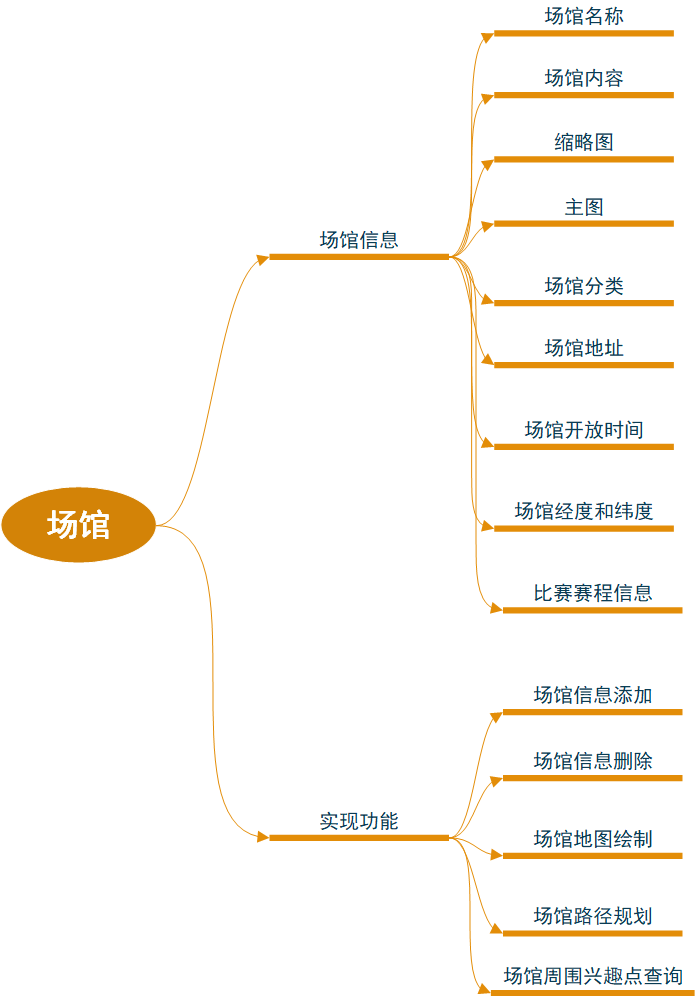 场馆
场馆信息
场馆名称
场馆内容
缩略图
主图
场馆分类
场馆地址
场馆开放时间
场馆经度和纬度
比赛赛程信息
实现功能
场馆信息添加
场馆信息删除
场馆地图绘制
场馆路径规划
场馆周围兴趣点查询